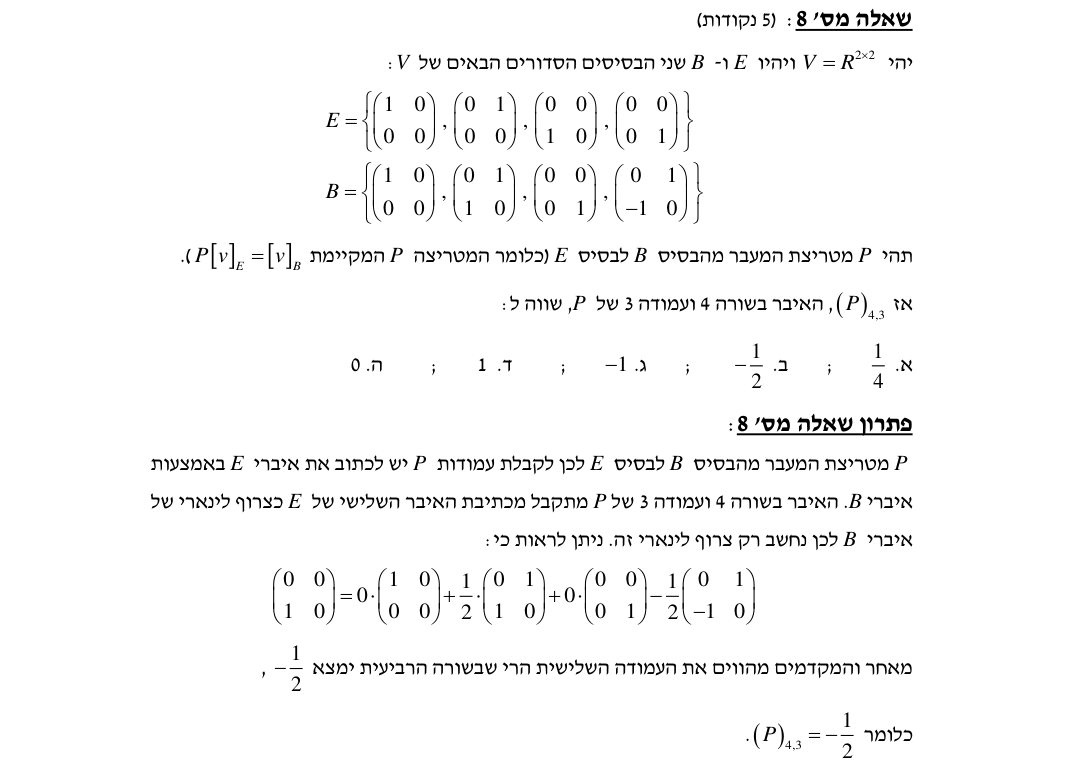 שאלה מס' 8 : (5 נקודות)
יהי V = R^{2×2} ויהיו E ו- B שני הבסיסים הסדורים הבאים של V :
E = {(1 0; 0 0), (0 1; 0 0), (0 0; 1 0), (0 0; 0 1)}
B = {(1 0; 0 0), (0 1; 1 0), (0 0; 0 1), (0 1; −1 0)}
תהי P מטריצת המעבר מהבסיס B לבסיס E (כלומר המטריצה P המקיימת P[v]_E = [v]_B).
אז (P)_{4,3}, האיבר בשורה 4 ועמודה 3 של P, שווה ל :
א. 1/4 ; ב. −1/2 ; ג. −1 ; ד. 1 ; ה. 0
פתרון שאלה מס' 8 :
P מטריצת המעבר מהבסיס B לבסיס E לכן לקבלת עמודות P יש לכתוב את איברי E באמצעות
איברי B. האיבר בשורה 4 ועמודה 3 של P מתקבל מכתיבת האיבר השלישי של E כצרוף לינארי של
איברי B לכן נחשב רק צרוף לינארי זה. ניתן לראות כי :
(0 0; 1 0) = 0·(1 0; 0 0) + 1/2·(0 1; 1 0) + 0·(0 0; 0 1) − 1/2(0 1; −1 0)
מאחר והמקדמים מהווים את העמודה השלישית הרי שבשורה הרביעית ימצא −1/2 ,
כלומר (P)_{4,3} = −1/2 .